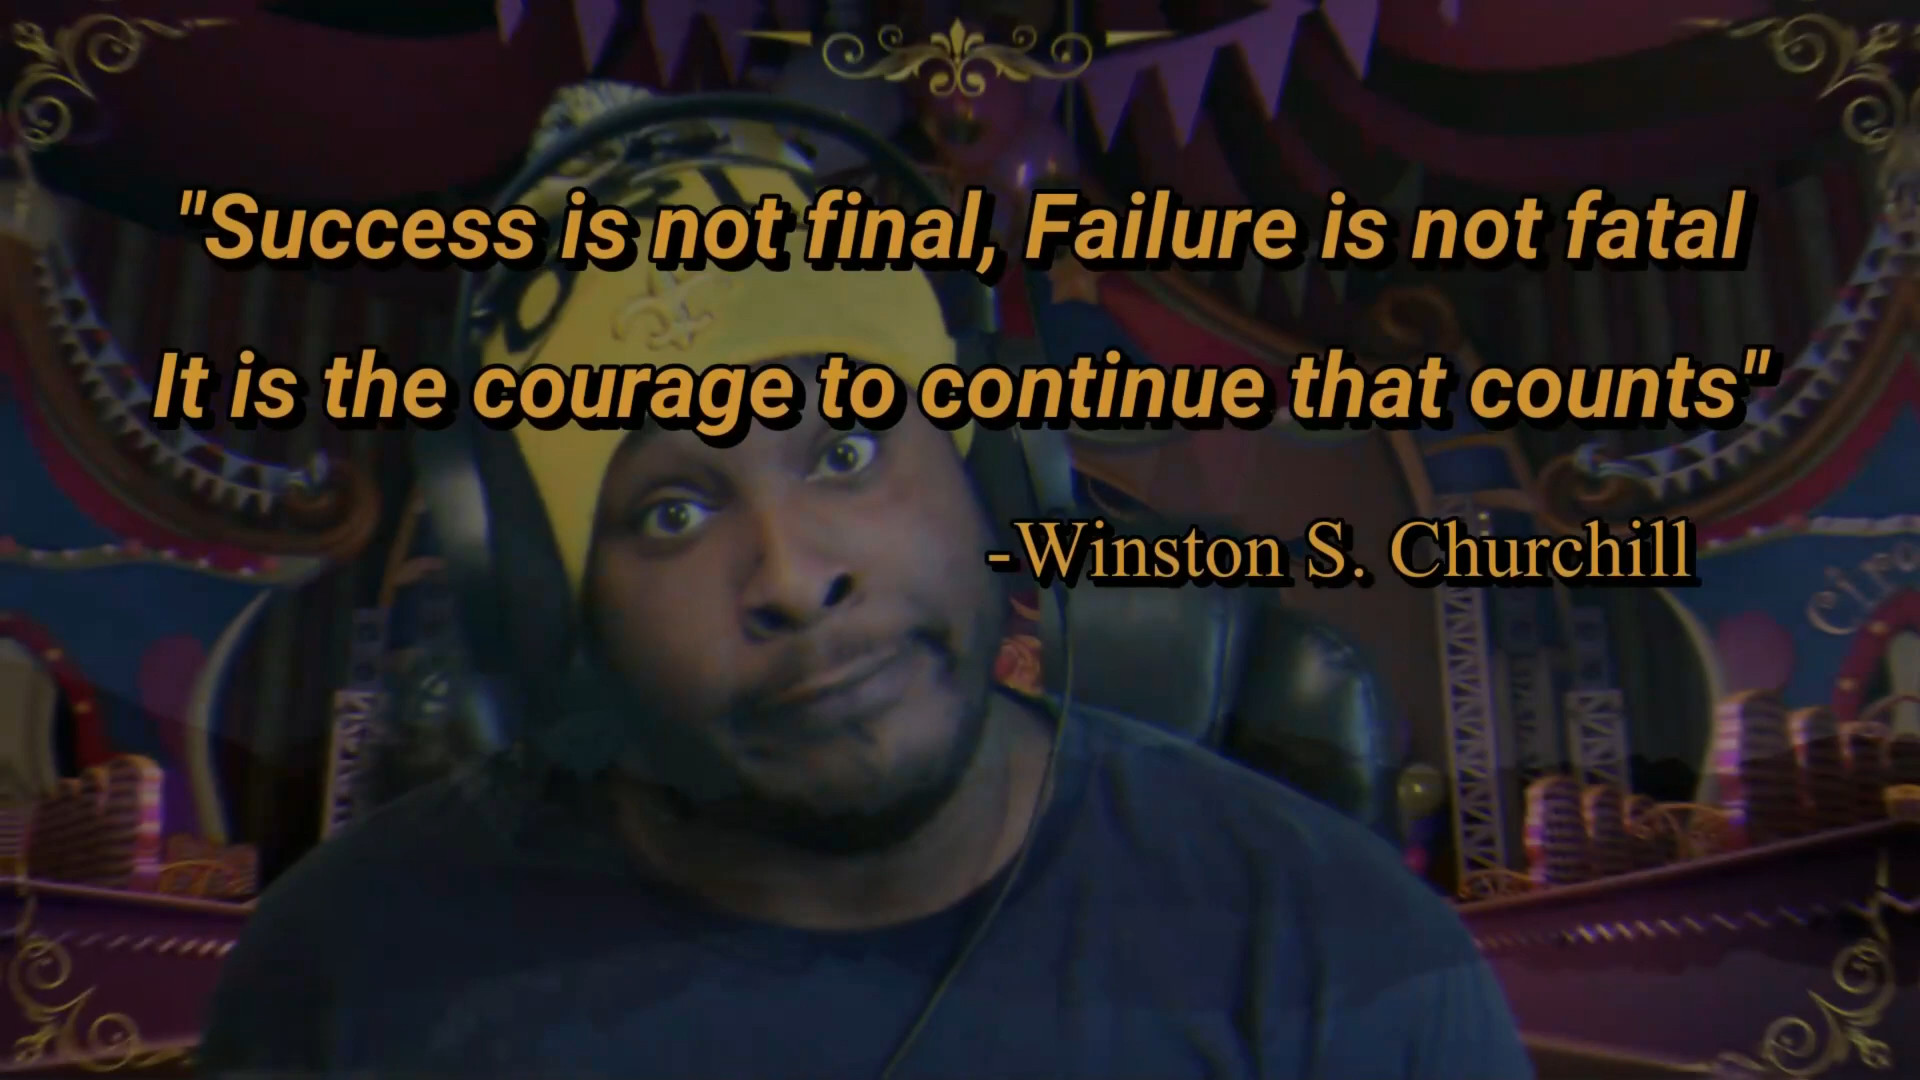 "Success is not final, Failure is not fatal
It is the courage to continue that counts"
-Winston S. Churchill